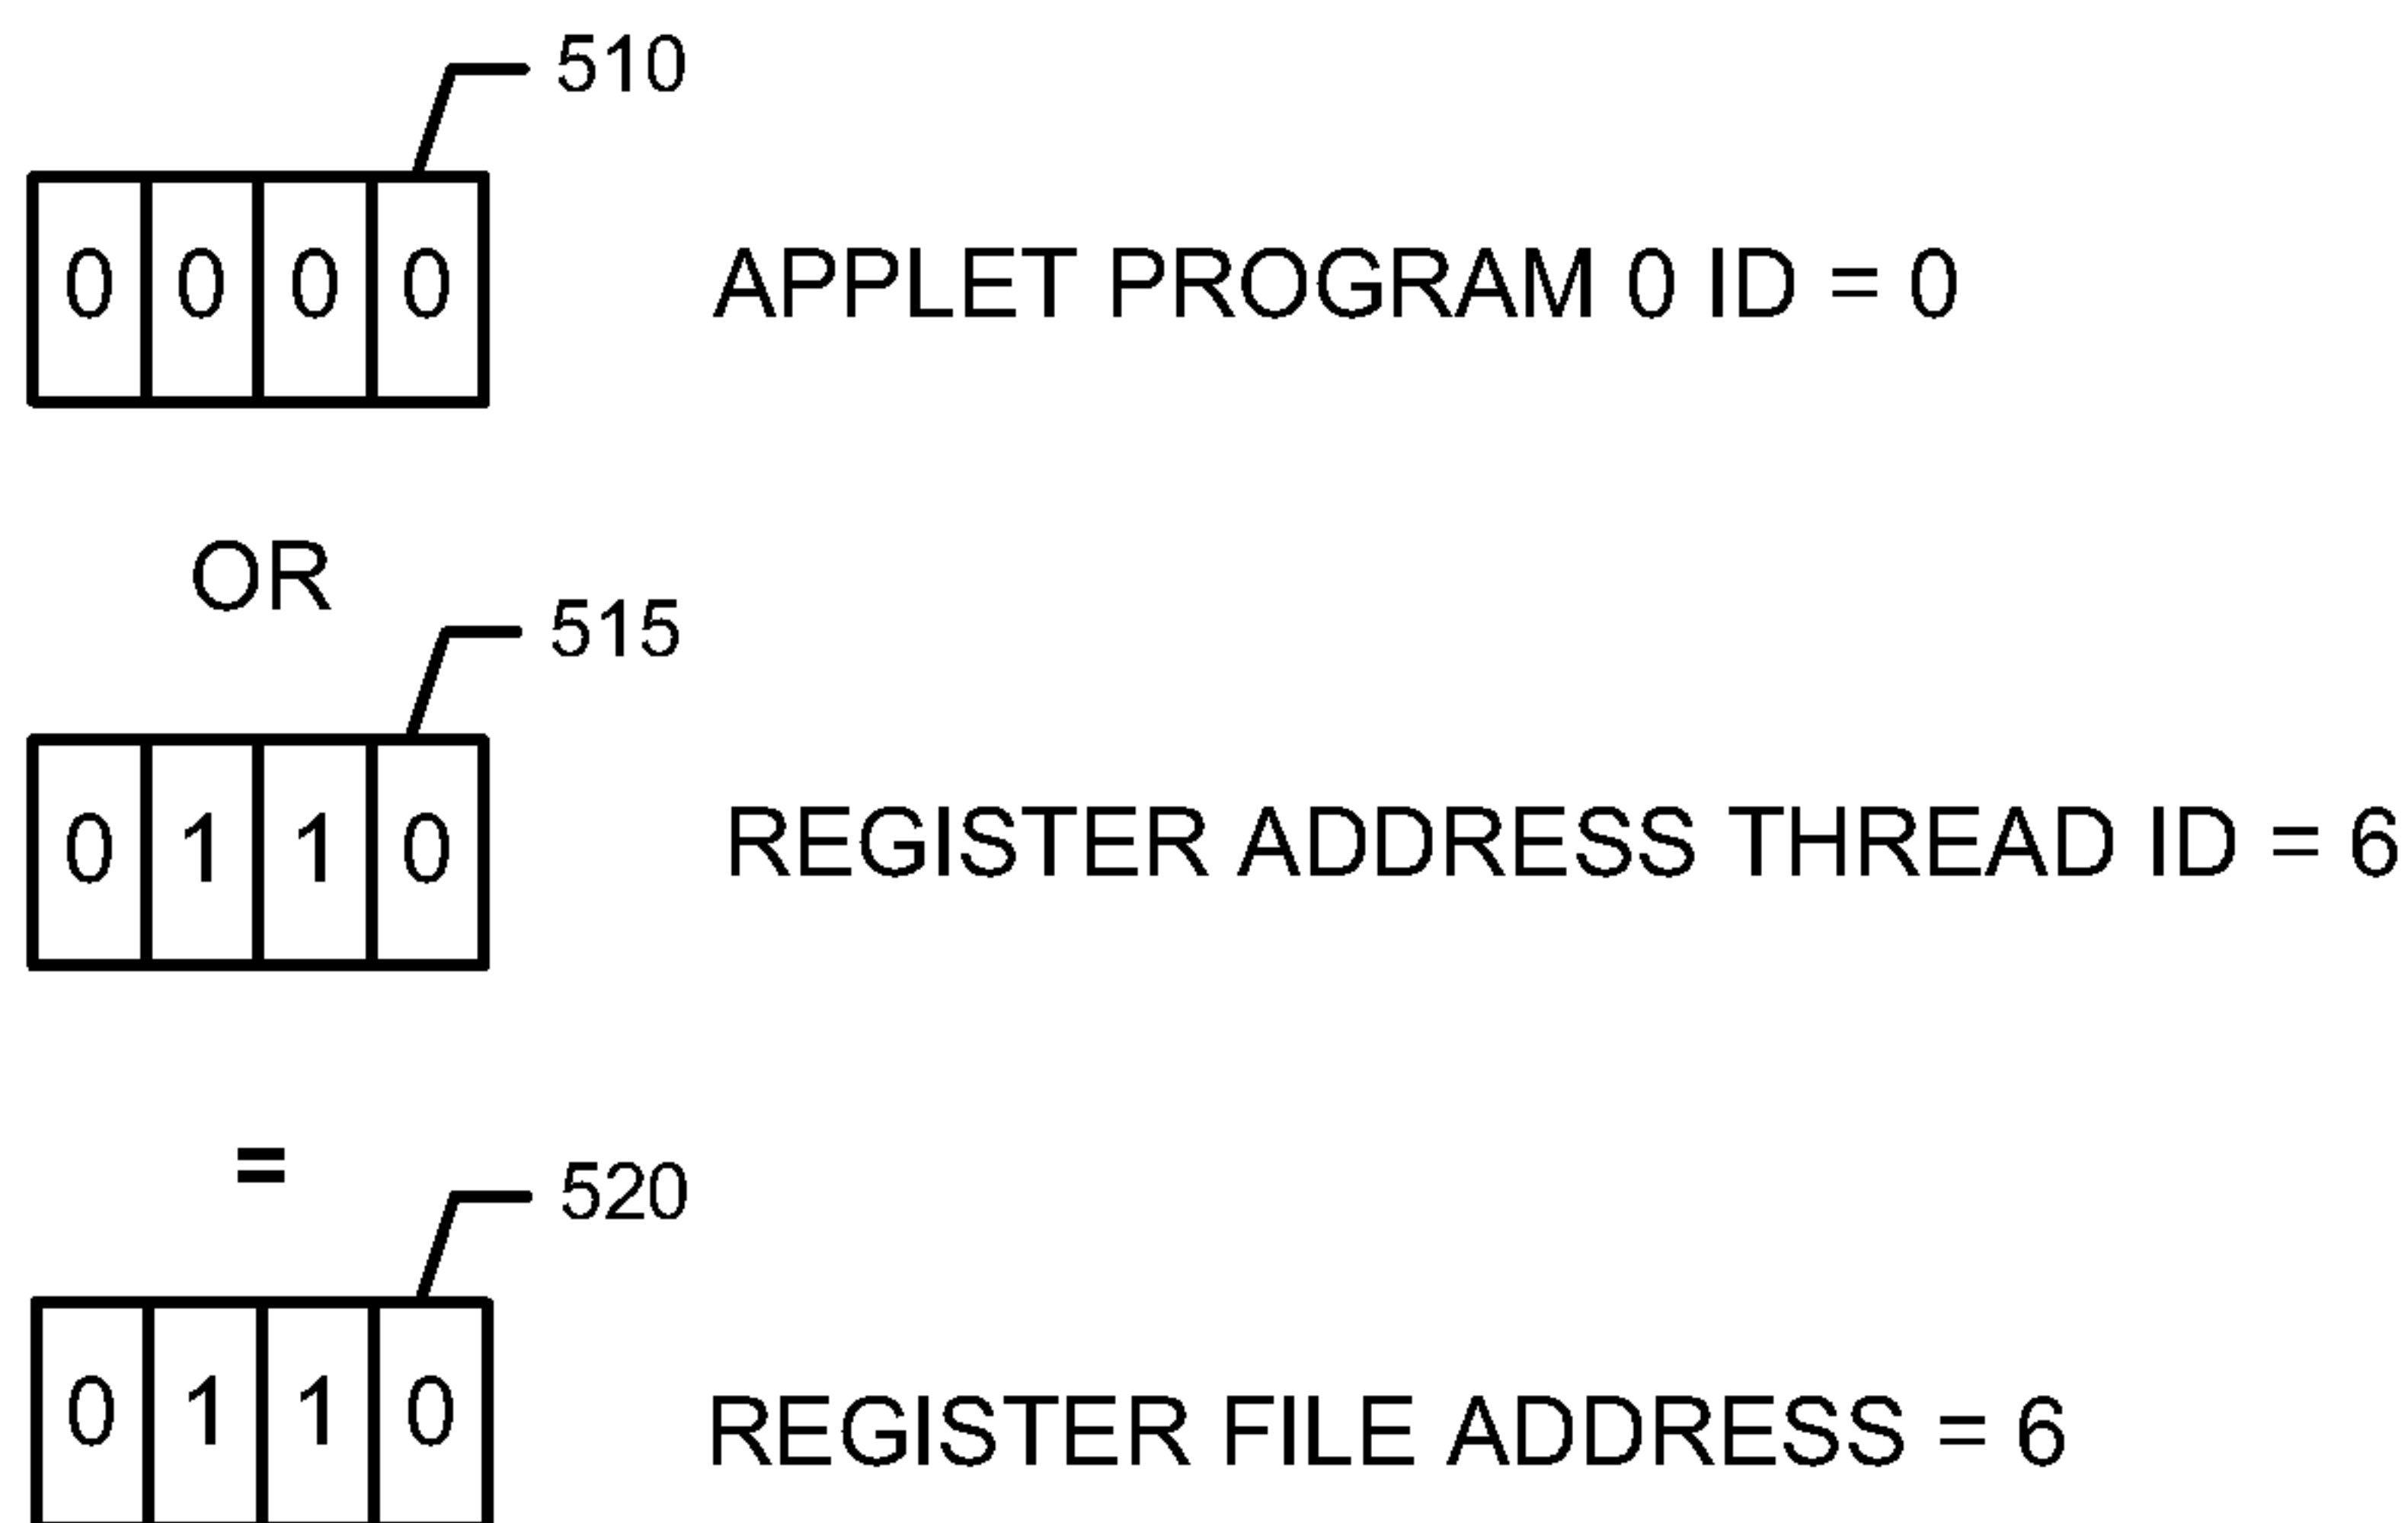 510
0 0 0 0 APPLET PROGRAM 0 ID = 0
OR
515
0 1 1 0 REGISTER ADDRESS THREAD ID = 6
=
520
0 1 1 0 REGISTER FILE ADDRESS = 6